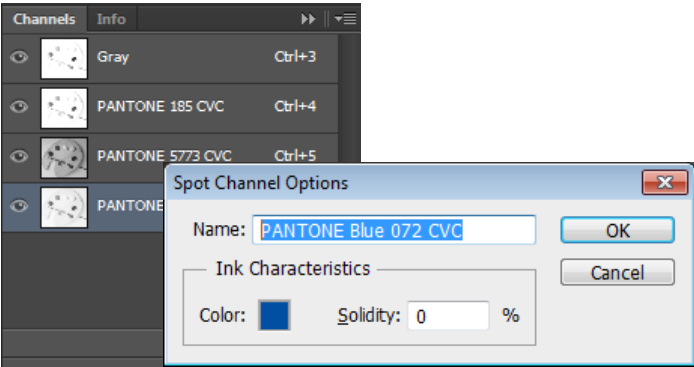 Channels Info
Gray Ctrl+3
PANTONE 185 CVC Ctrl+4
PANTONE 5773 CVC Ctrl+5
PANTONE
Spot Channel Options
Name: PANTONE Blue 072 CVC OK
Ink Characteristics Cancel
Color: Solidity: 0 %